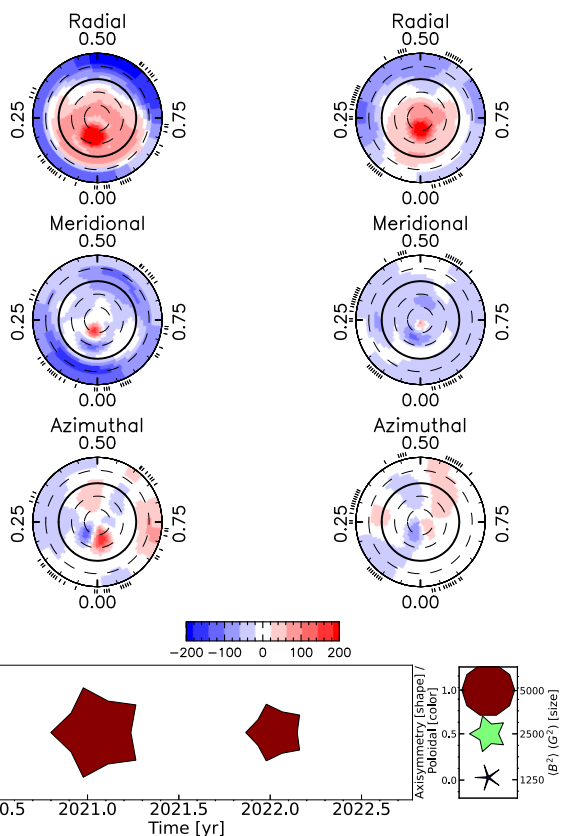 Radial
0.50
0.25
0.75
0.00
Radial
0.50
0.25
0.75
0.00
Meridional
0.50
0.25
0.75
0.00
Meridional
0.50
0.25
0.75
0.00
Azimuthal
0.50
0.25
0.75
0.00
Azimuthal
0.50
0.25
0.75
0.00
−200 −100 0 100 200
0.5 2021.0 2021.5 2022.0 2022.5
Time [yr]
Axisymmetry [shape] /
Poloidal [color]
1.0
0.5
0.0
5000
2500
1250
⟨B²⟩ (G²) [size]